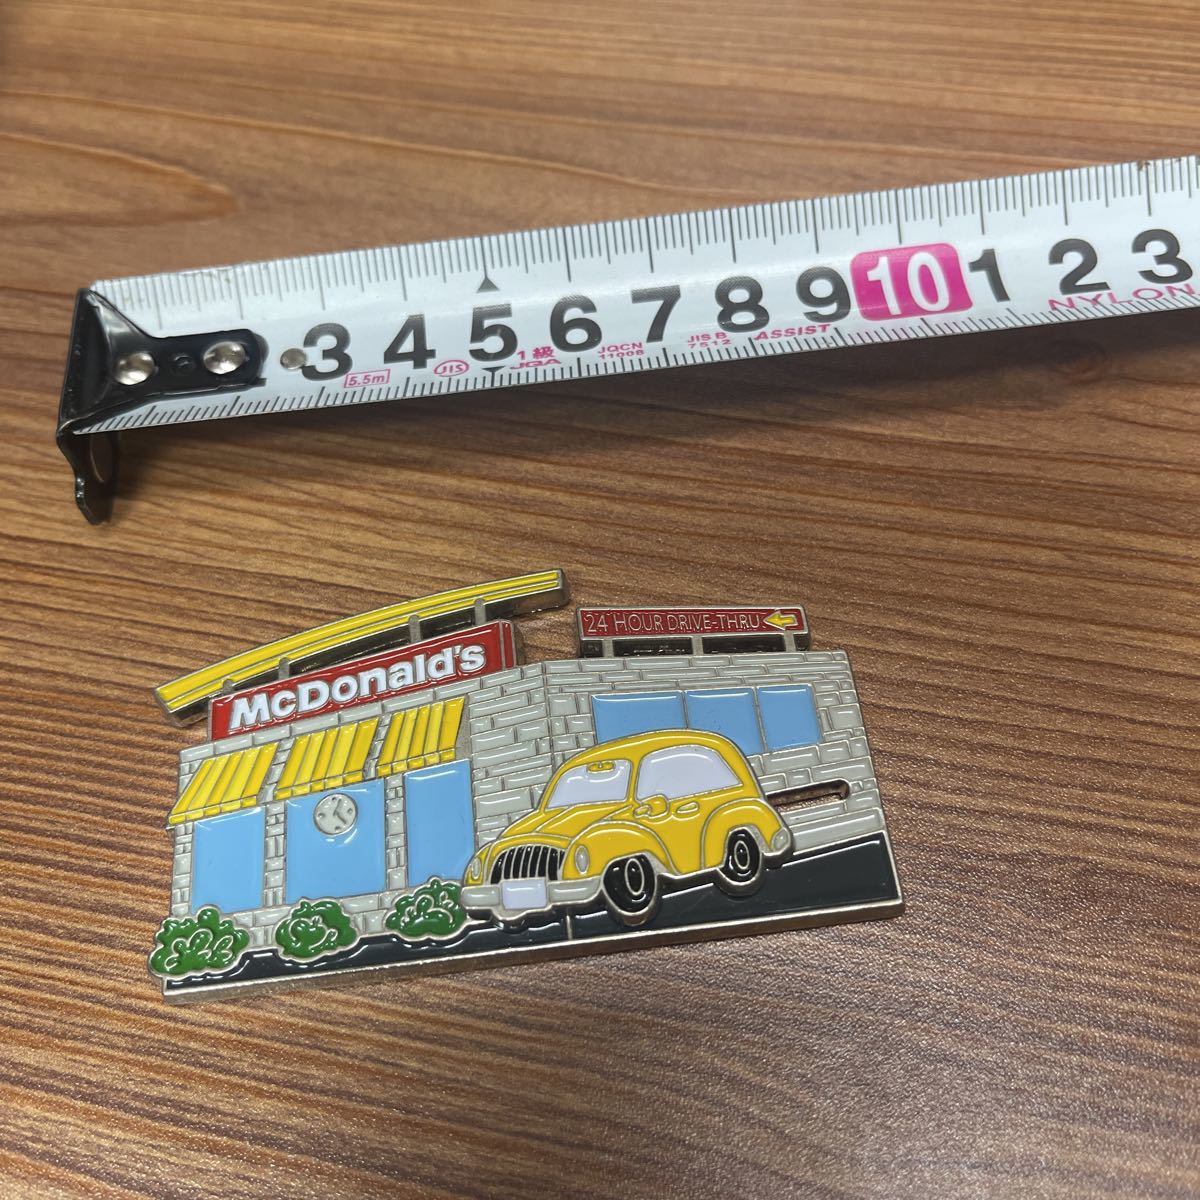 3 4 5 6 7 8 9 10 1 2 3
5.5m JIS 1級 JQA JQCN 11008 JIS B 7512 ASSIST NYLON
24 HOUR DRIVE-THRU
McDonald's